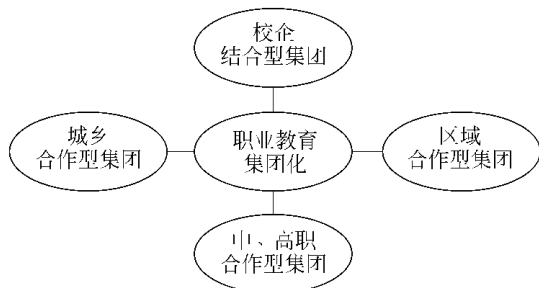 校企
结合型集团
城乡
合作型集团
职业教育
集团化
区域
合作型集团
中、高职
合作型集团